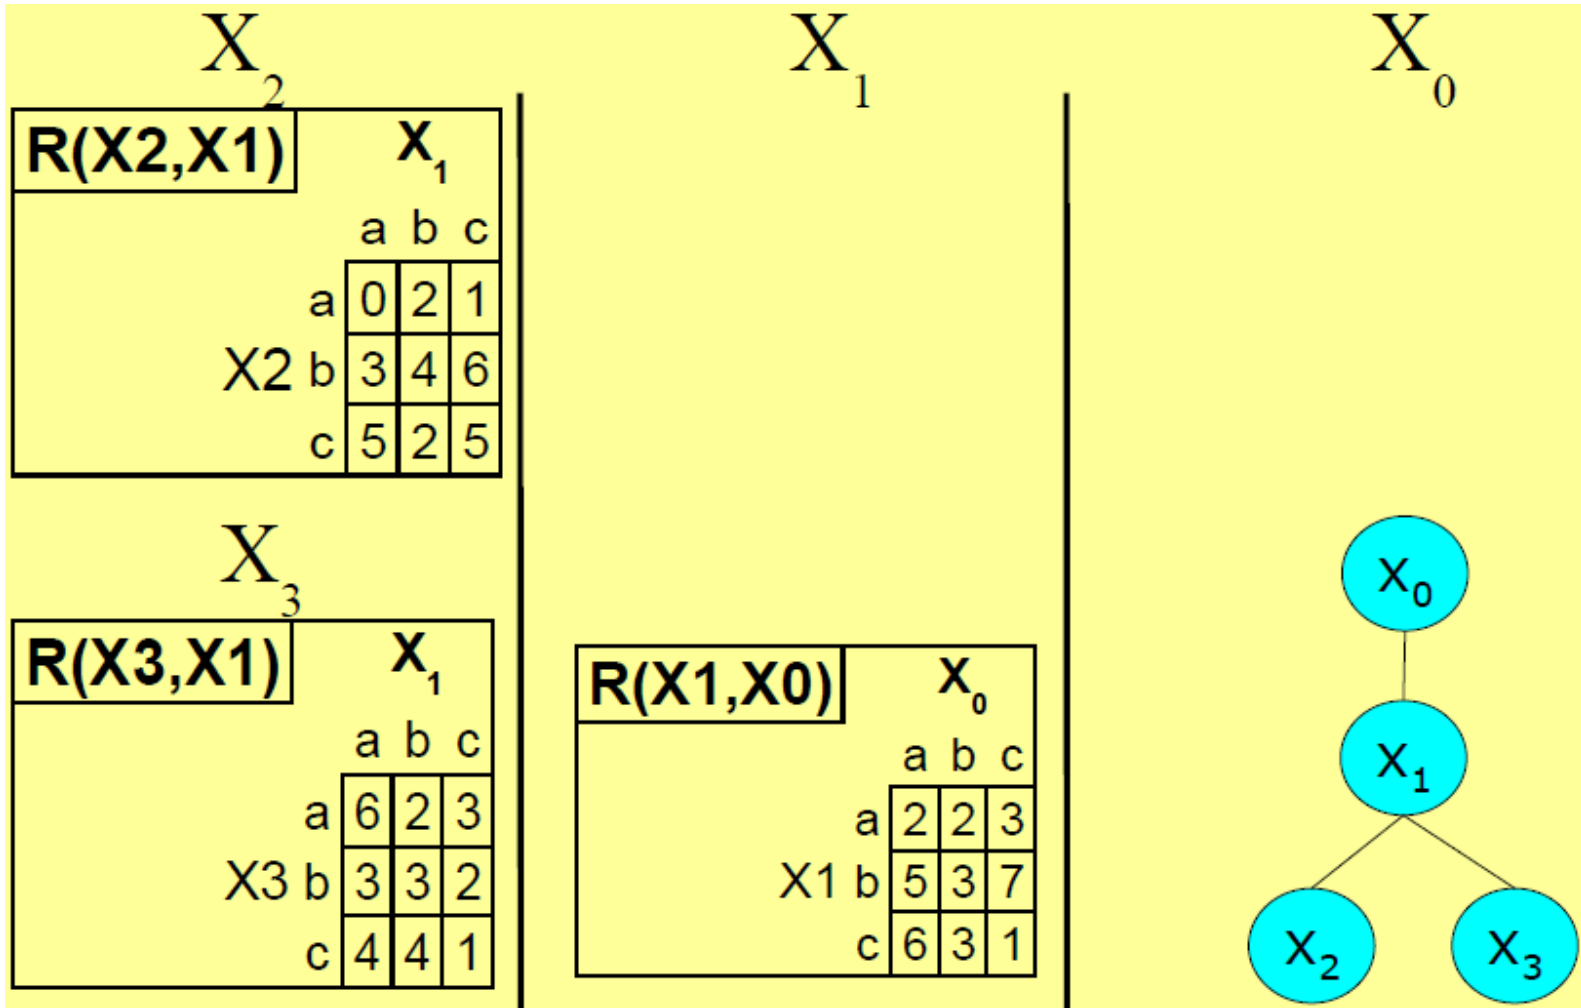 X2
R(X2,X1) X1
a b c
a 0 2 1
X2 b 3 4 6
c 5 2 5
X3
R(X3,X1) X1
a b c
a 6 2 3
X3 b 3 3 2
c 4 4 1
X1
R(X1,X0) X0
a b c
a 2 2 3
X1 b 5 3 7
c 6 3 1
X0
X0
X1
X2 X3